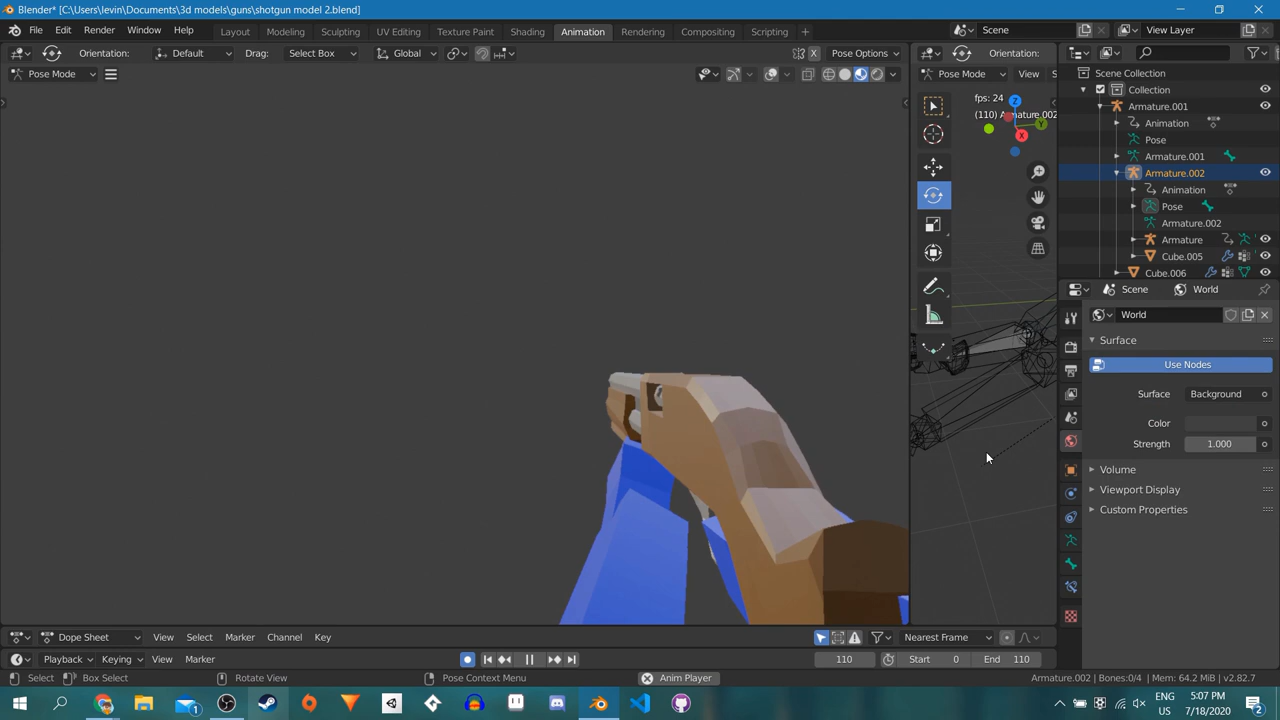 Blender* [C:\Users\levin\Documents\3d models\guns\shotgun model 2.blend]
File Edit Render Window Help Layout Modeling Sculpting UV Editing Texture Paint Shading Animation Rendering Compositing Scripting Scene View Layer
Orientation: Default Drag: Select Box Global Pose Options Orientation:
Pose Mode Pose Mode View S
fps: 24
(110) Armature.002
Scene Collection
Collection
Armature.001
Animation
Pose
Armature.001
Armature.002
Animation
Pose
Armature.002
Armature
Cube.005
Cube.006
Scene World
World
Surface
Use Nodes
Surface Background
Color
Strength 1.000
Volume
Viewport Display
Custom Properties
Dope Sheet View Select Marker Channel Key Nearest Frame
Playback Keying View Marker 110 Start 0 End 110
Select Box Select Rotate View Pose Context Menu Anim Player Armature.002 | Bones:0/4 | Mem: 64.2 MiB | v2.82.7
ENG 5:07 PM
US 7/18/2020
2